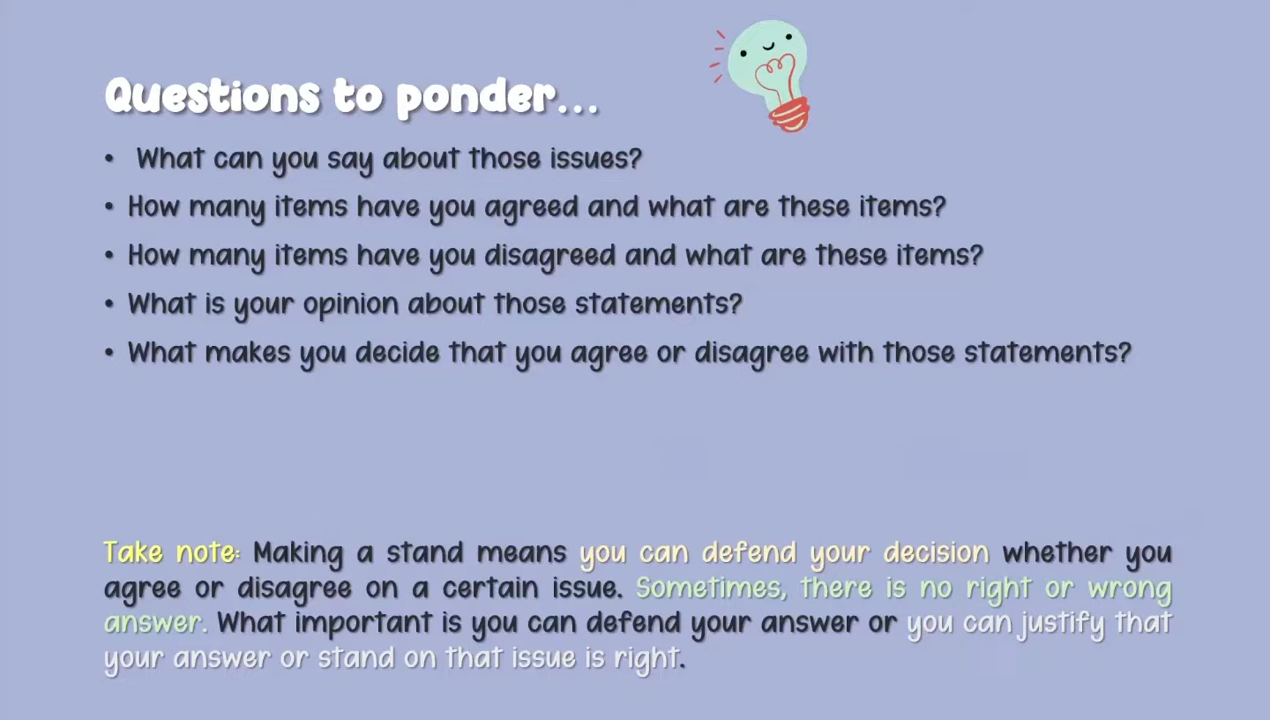 Questions to ponder...
• What can you say about those issues?
• How many items have you agreed and what are these items?
• How many items have you disagreed and what are these items?
• What is your opinion about those statements?
• What makes you decide that you agree or disagree with those statements?
Take note: Making a stand means you can defend your decision whether you
agree or disagree on a certain issue. Sometimes, there is no right or wrong
answer. What important is you can defend your answer or you can justify that
your answer or stand on that issue is right.